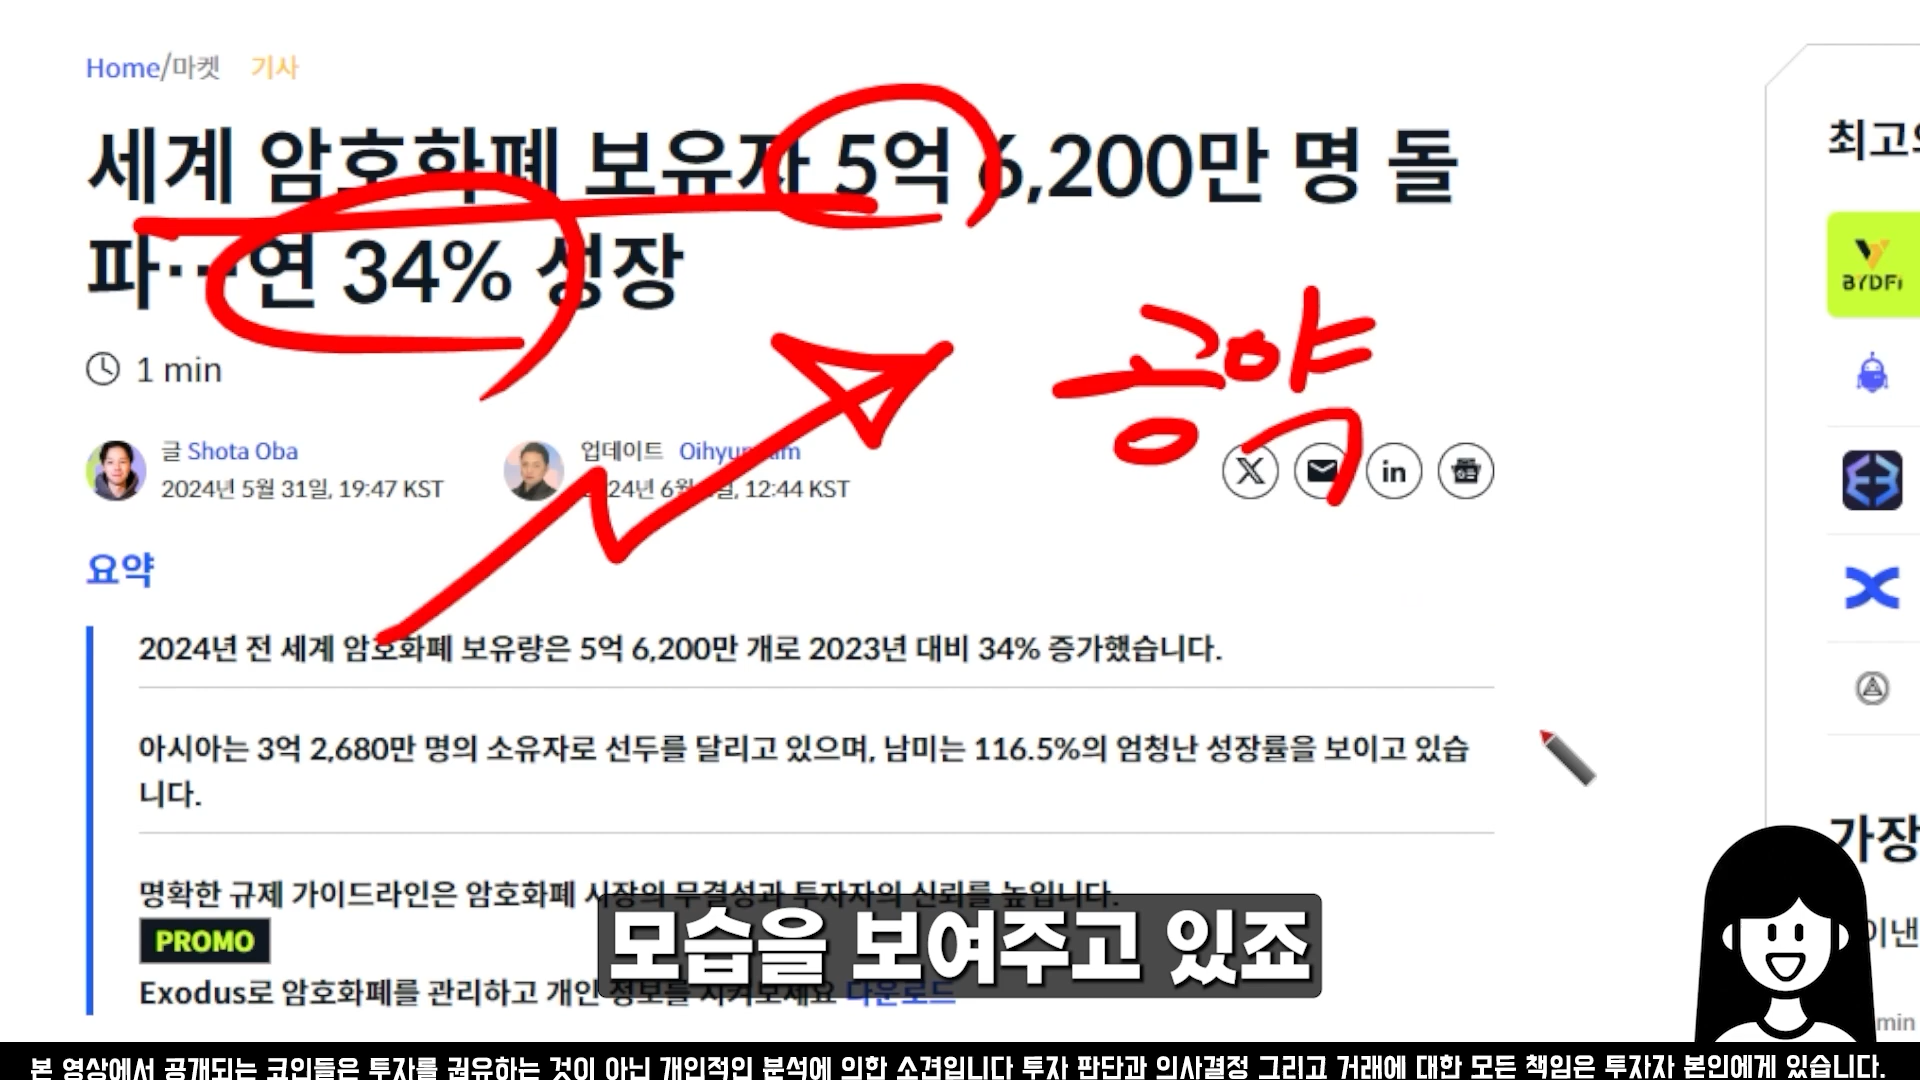 Home/마켓 기사
세계 암호화폐 보유자 5억 6,200만 명 돌
파…연 34% 성장
공약
1 min
글 Shota Oba
2024년 5월 31일, 19:47 KST
업데이트
12:44 KST
요약
2024년 전 세계 암호화폐 보유량은 5억 6,200만 개로 2023년 대비 34% 증가했습니다.
아시아는 3억 2,680만 명의 소유자로 선두를 달리고 있으며, 남미는 116.5%의 엄청난 성장률을 보이고 있습
니다.
명확한 규제 가이드라인은 암호화폐 시장의 무결성과 투자자의 신뢰를 높입니다.
PROMO
Exodus로 암호화폐를 관리하고 개인 정보를 지켜보세요 다운로드
모습을 보여주고 있죠
BYDFi
가장
min
본 영상에서 공개되는 코인들은 투자를 권유하는 것이 아닌 개인적인 분석에 의한 소견입니다 투자 판단과 의사결정 그리고 거래에 대한 모든 책임은 투자자 본인에게 있습니다.